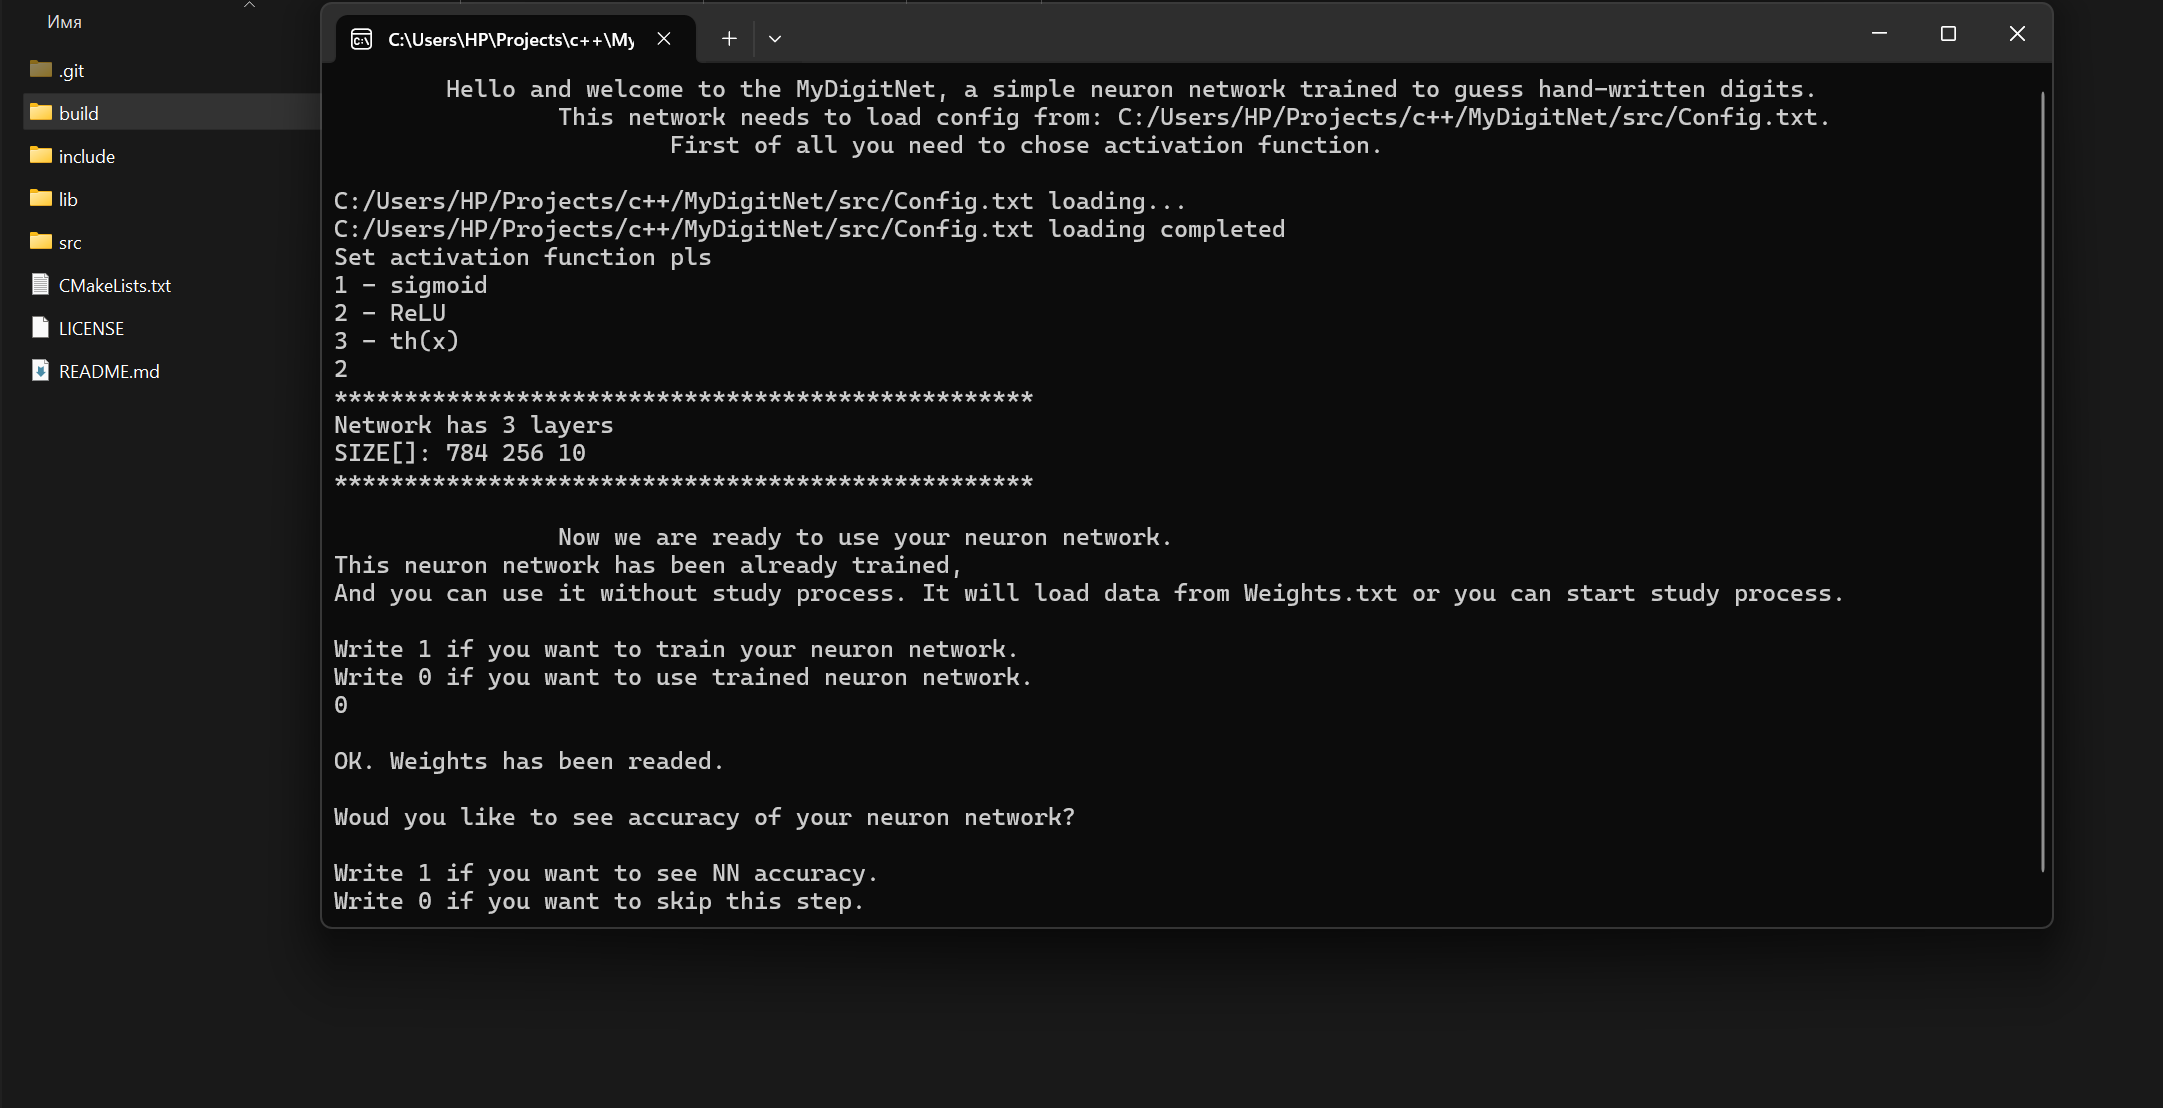 Имя
.git
build
include
lib
src
CMakeLists.txt
LICENSE
README.md
C:\Users\HP\Projects\c++\My
Hello and welcome to the MyDigitNet, a simple neuron network trained to guess hand-written digits.
This network needs to load config from: C:/Users/HP/Projects/c++/MyDigitNet/src/Config.txt.
First of all you need to chose activation function.
C:/Users/HP/Projects/c++/MyDigitNet/src/Config.txt loading...
C:/Users/HP/Projects/c++/MyDigitNet/src/Config.txt loading completed
Set activation function pls
1 - sigmoid
2 - ReLU
3 - th(x)
2
**************************************************
Network has 3 layers
SIZE[]: 784 256 10
**************************************************
Now we are ready to use your neuron network.
This neuron network has been already trained,
And you can use it without study process. It will load data from Weights.txt or you can start study process.
Write 1 if you want to train your neuron network.
Write 0 if you want to use trained neuron network.
0
OK. Weights has been readed.
Woud you like to see accuracy of your neuron network?
Write 1 if you want to see NN accuracy.
Write 0 if you want to skip this step.